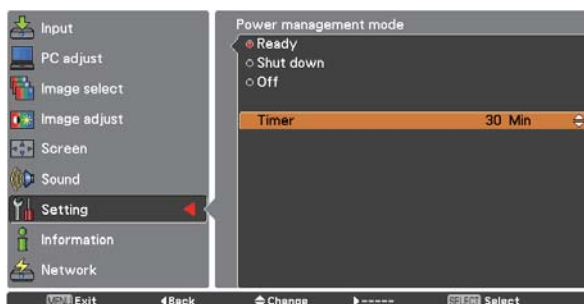 Input
PC adjust
Image select
Image adjust
Screen
Sound
Setting
Information
Network
Power management mode
Ready
Shut down
Off
Timer 30 Min
MENU Exit Back Change ----- SELECT Select